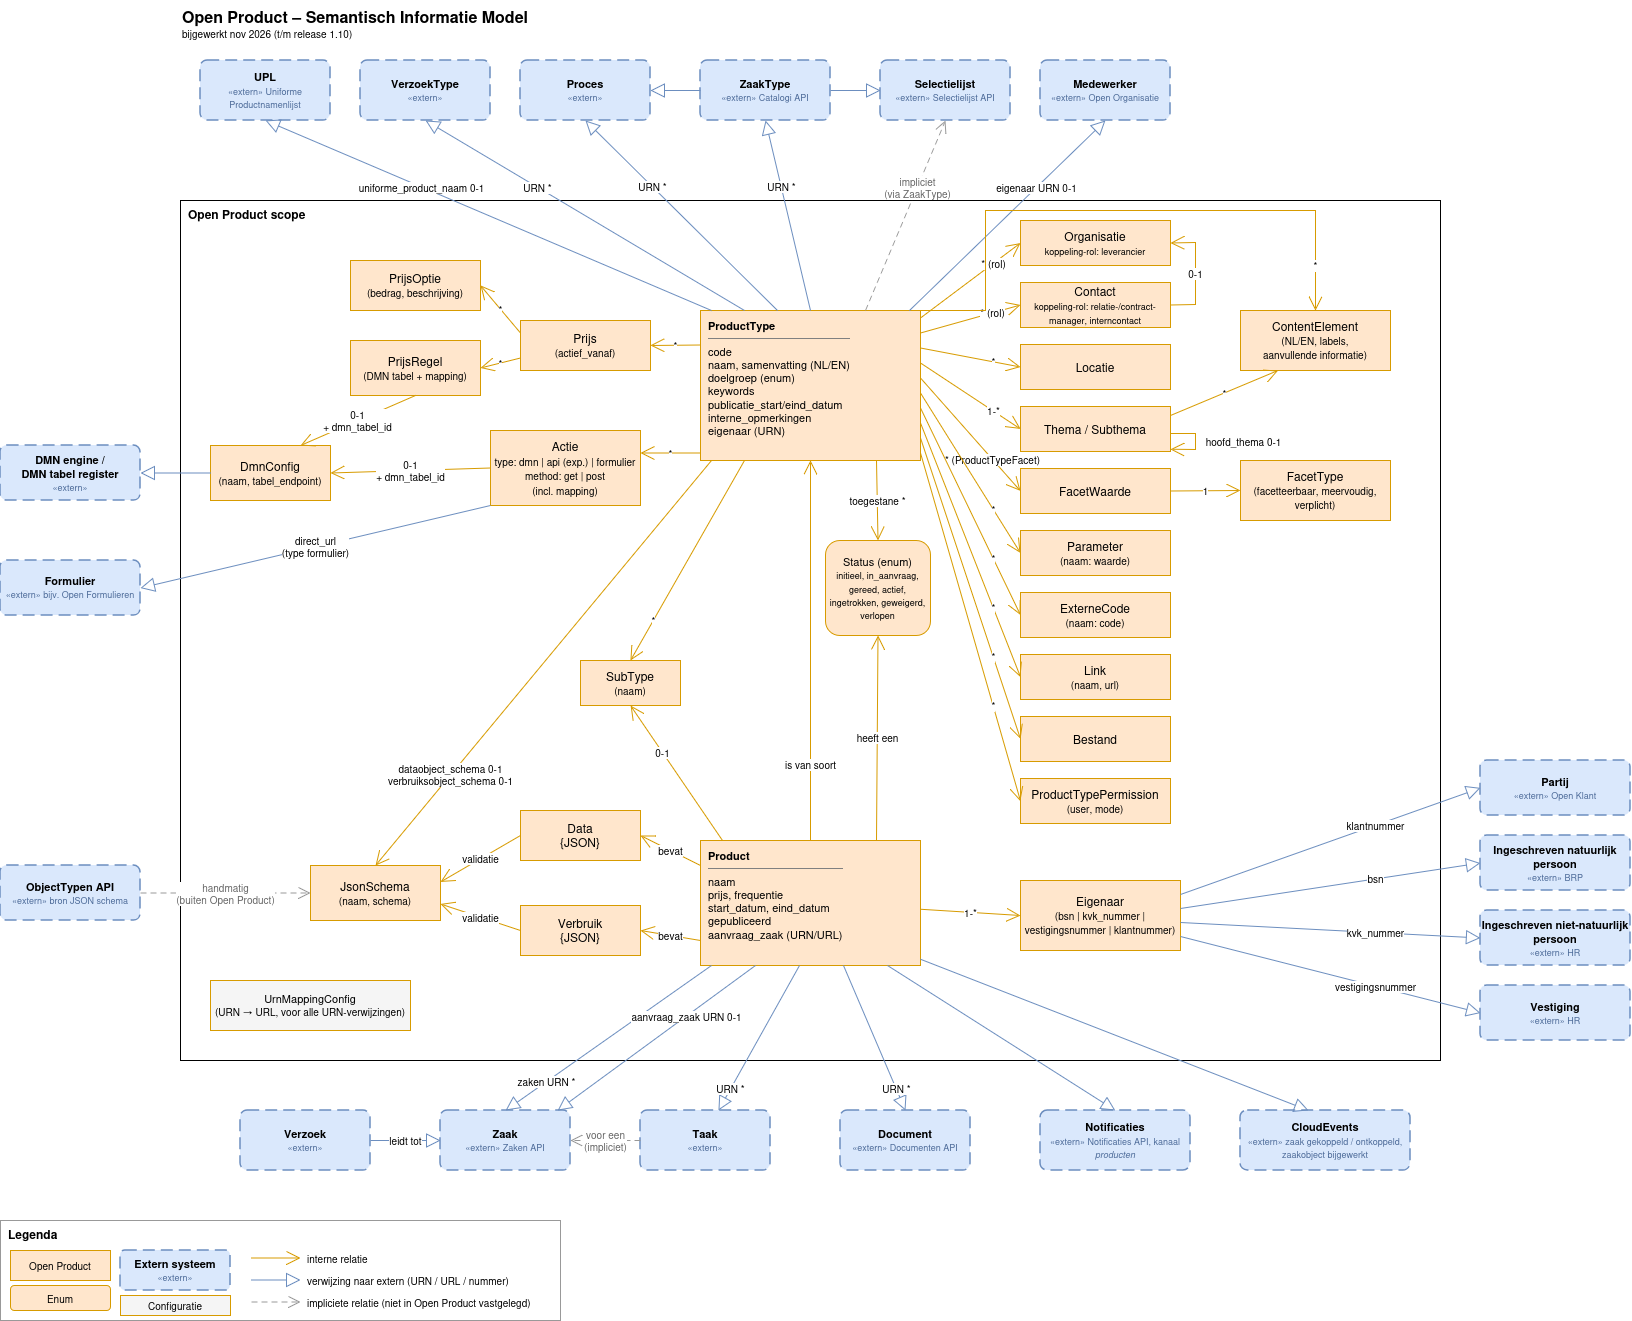 Open Product – Semantisch Informatie Model
bijgewerkt nov 2026 (t/m release 1.10)
UPL
«extern» Uniforme
Productnamenlijst
VerzoekType
«extern»
Proces
«extern»
ZaakType
«extern» Catalogi API
Selectielijst
«extern» Selectielijst API
Medewerker
«extern» Open Organisatie
uniforme_product_naam 0-1
URN *
URN *
URN *
impliciet
(via ZaakType)
eigenaar URN 0-1
Open Product scope
Organisatie
koppeling-rol: leverancier
* (rol)
0-1
*
Contact
koppeling-rol: relatie-/contract-
manager, interncontact
* (rol)
PrijsOptie
(bedrag, beschrijving)
*
Prijs
(actief_vanaf)
*
PrijsRegel
(DMN tabel + mapping)
*
ProductType
code
naam, samenvatting (NL/EN)
doelgroep (enum)
keywords
publicatie_start/eind_datum
interne_opmerkingen
eigenaar (URN)
ContentElement
(NL/EN, labels,
aanvullende informatie)
Locatie
*
*
0-1
+ dmn_tabel_id
1-*
Thema / Subthema
hoofd_thema 0-1
Actie
type: dmn | api (exp.) | formulier
method: get | post
(incl. mapping)
*
DMN engine /
DMN tabel register
«extern»
DmnConfig
(naam, tabel_endpoint)
0-1
+ dmn_tabel_id
* (ProductTypeFacet)
FacetWaarde
1
FacetType
(facetteerbaar, meervoudig,
verplicht)
toegestane *
*
Parameter
(naam: waarde)
direct_url
(type formulier)
Formulier
«extern» bijv. Open Formulieren
Status (enum)
initieel, in_aanvraag,
gereed, actief,
ingetrokken, geweigerd,
verlopen
*
ExterneCode
(naam: code)
*
*
SubType
(naam)
*
Link
(naam, url)
*
Bestand
0-1
heeft een
is van soort
dataobject_schema 0-1
verbruiksobject_schema 0-1
ProductTypePermission
(user, mode)
Partij
«extern» Open Klant
klantnummer
Data
{JSON}
bevat
validatie
Product
naam
prijs, frequentie
start_datum, eind_datum
gepubliceerd
aanvraag_zaak (URN/URL)
Ingeschreven natuurlijk
persoon
«extern» BRP
bsn
ObjectTypen API
«extern» bron JSON schema
handmatig
(buiten Open Product)
JsonSchema
(naam, schema)
validatie
Verbruik
{JSON}
bevat
1-*
Eigenaar
(bsn | kvk_nummer |
vestigingsnummer | klantnummer)
kvk_nummer
Ingeschreven niet-natuurlijk
persoon
«extern» HR
vestigingsnummer
Vestiging
«extern» HR
UrnMappingConfig
(URN → URL, voor alle URN-verwijzingen)
aanvraag_zaak URN 0-1
zaken URN *
URN *
URN *
Verzoek
«extern»
leidt tot
Zaak
«extern» Zaken API
voor een
(impliciet)
Taak
«extern»
Document
«extern» Documenten API
Notificaties
«extern» Notificaties API, kanaal
producten
CloudEvents
«extern» zaak gekoppeld / ontkoppeld,
zaakobject bijgewerkt
Legenda
Open Product
Extern systeem
«extern»
interne relatie
verwijzing naar extern (URN / URL / nummer)
Enum
Configuratie
impliciete relatie (niet in Open Product vastgelegd)